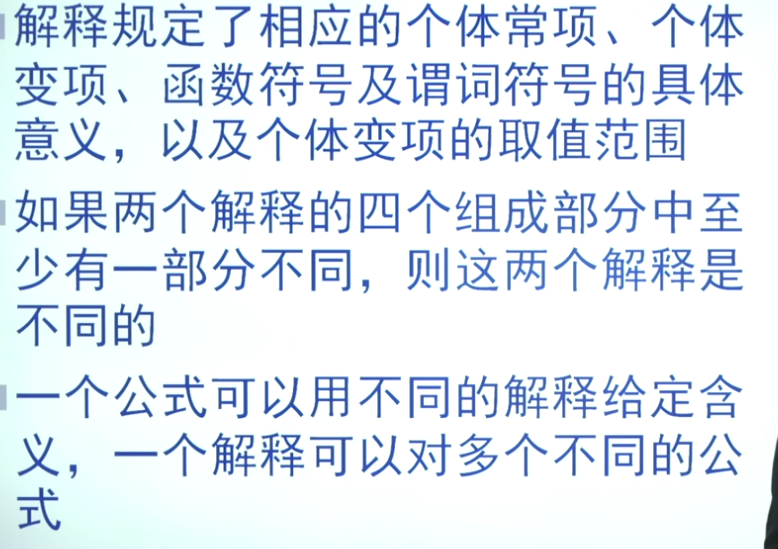 解释规定了相应的个体常项、个体
变项、函数符号及谓词符号的具体
意义，以及个体变项的取值范围
如果两个解释的四个组成部分中至
少有一部分不同，则这两个解释是
不同的
一个公式可以用不同的解释给定含
义，一个解释可以对多个不同的公
式